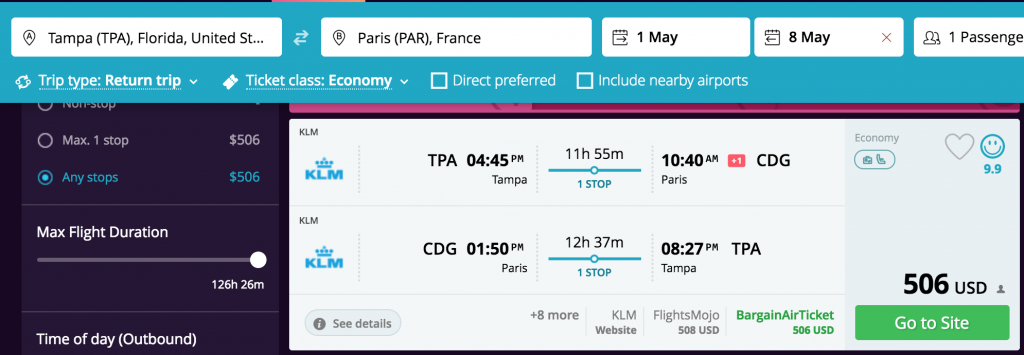 A Tampa (TPA), Florida, United St...
B Paris (PAR), France
1 May
8 May
1 Passenge
Trip type: Return trip
Ticket class: Economy
Direct preferred
Include nearby airports
Non-stop -
Max. 1 stop $506
Any stops $506
Max Flight Duration
126h 26m
Time of day (Outbound)
KLM
KLM
TPA 04:45 PM
Tampa
11h 55m
1 STOP
10:40 AM +1 CDG
Paris
KLM
KLM
CDG 01:50 PM
Paris
12h 37m
1 STOP
08:27 PM TPA
Tampa
See details
+8 more
KLM
Website
FlightsMojo
508 USD
BargainAirTicket
506 USD
Economy
9.9
506 USD
Go to Site